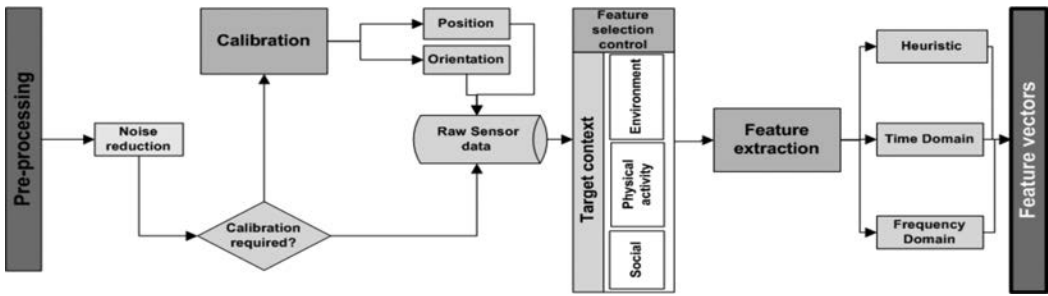 Pre-processing
Noise
reduction
Calibration
required?
Calibration
Position
Orientation
Raw Sensor
data
Feature
selection
control
Target context
Environment
Physical
activity
Social
Feature
extraction
Heuristic
Time Domain
Frequency
Domain
Feature vectors